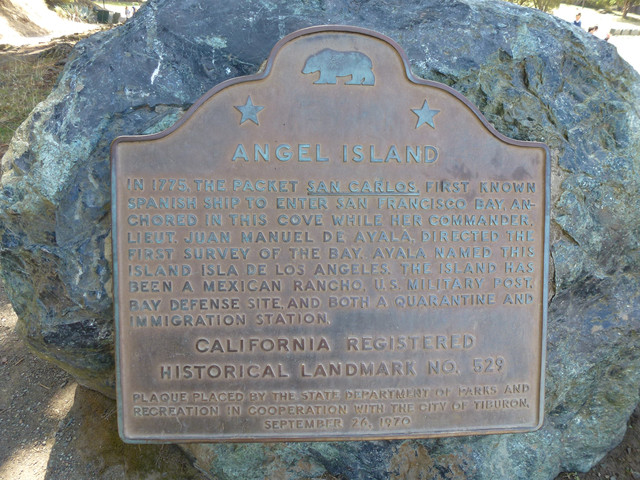 ANGEL ISLAND
IN 1775, THE PACKET SAN CARLOS, FIRST KNOWN
SPANISH SHIP TO ENTER SAN FRANCISCO BAY, AN-
CHORED IN THIS COVE WHILE HER COMMANDER,
LIEUT. JUAN MANUEL DE AYALA, DIRECTED THE
FIRST SURVEY OF THE BAY. AYALA NAMED THIS
ISLAND ISLA DE LOS ANGELES. THE ISLAND HAS
BEEN A MEXICAN RANCHO, U.S. MILITARY POST,
BAY DEFENSE SITE, AND BOTH A QUARANTINE AND
IMMIGRATION STATION.
CALIFORNIA REGISTERED
HISTORICAL LANDMARK NO. 529
PLAQUE PLACED BY THE STATE DEPARTMENT OF PARKS AND
RECREATION IN COOPERATION WITH THE CITY OF TIBURON,
SEPTEMBER 26, 1970